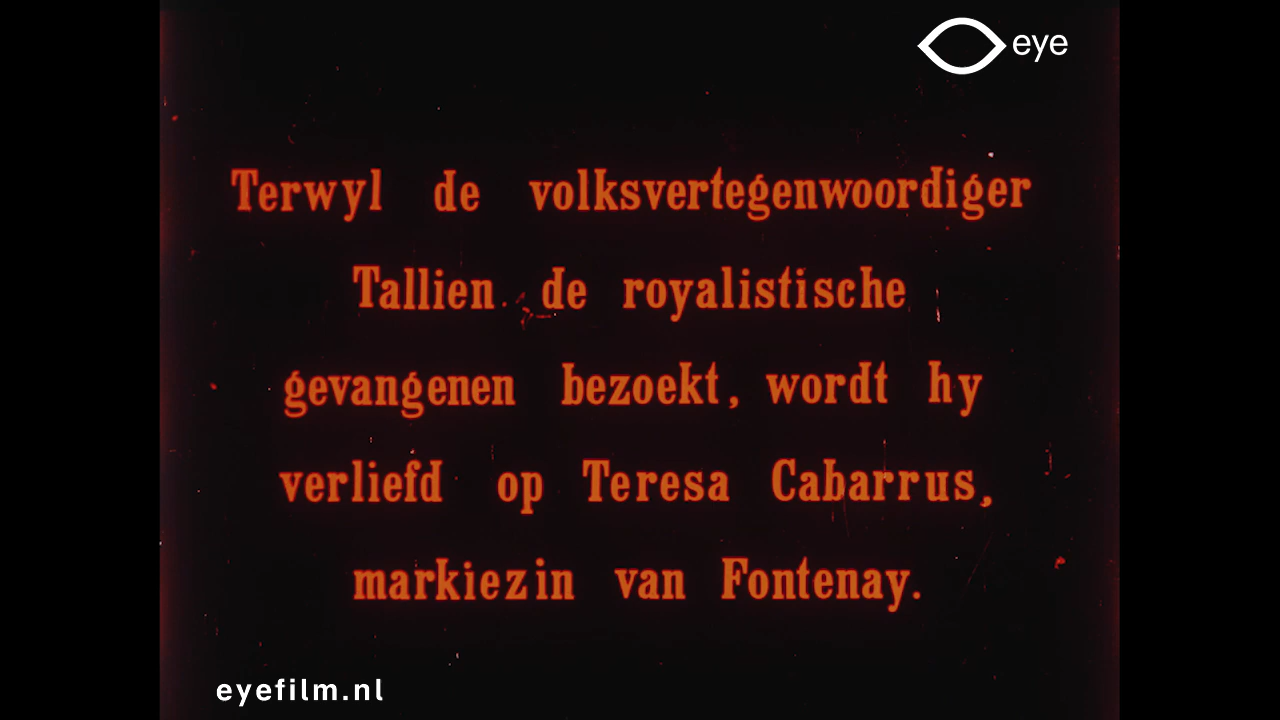 eye
Terwyl de volksvertegenwoordiger
Tallien de royalistische
gevangenen bezoekt, wordt hy
verliefd op Teresa Cabarrus,
markiezin van Fontenay.
eyefilm.nl